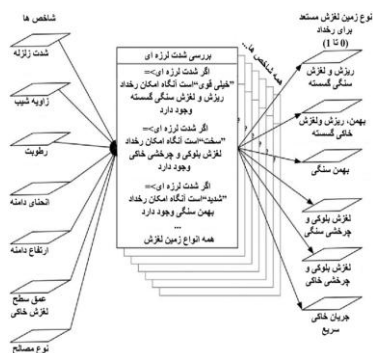 شاخص ها
شدت زلزله
زاویه شیب
رطوبت
انحنای دامنه
ارتفاع دامنه
عمق سطح
لغزش خاکی
نوع مصالح
همه شاخص ها...
بررسی شدت لرزه ای
اگر شدت لرزه ای>=
"خیلی قوی"است آنگاه امکان رخداد
ریزش و لغزش سنگی گسسته
وجود دارد
اگر شدت لرزه ای>=
"سخت"است آنگاه امکان رخداد
لغزش بلوکی و چرخشی خاکی
وجود دارد
اگر شدت لرزه ای>=
"شدید"است آنگاه امکان رخداد
بهمن سنگی وجود دارد
...
همه انواع زمین لغزش
نوع زمین لغزش مستعد
برای رخداد
(0 تا 1)
ریزش و لغزش
سنگی گسسته
بهمن، ریزش ولغزش
خاکی گسسته
بهمن سنگی
لغزش بلوکی و
چرخشی سنگی
لغزش بلوکی و
چرخشی خاکی
جریان خاکی
سریع